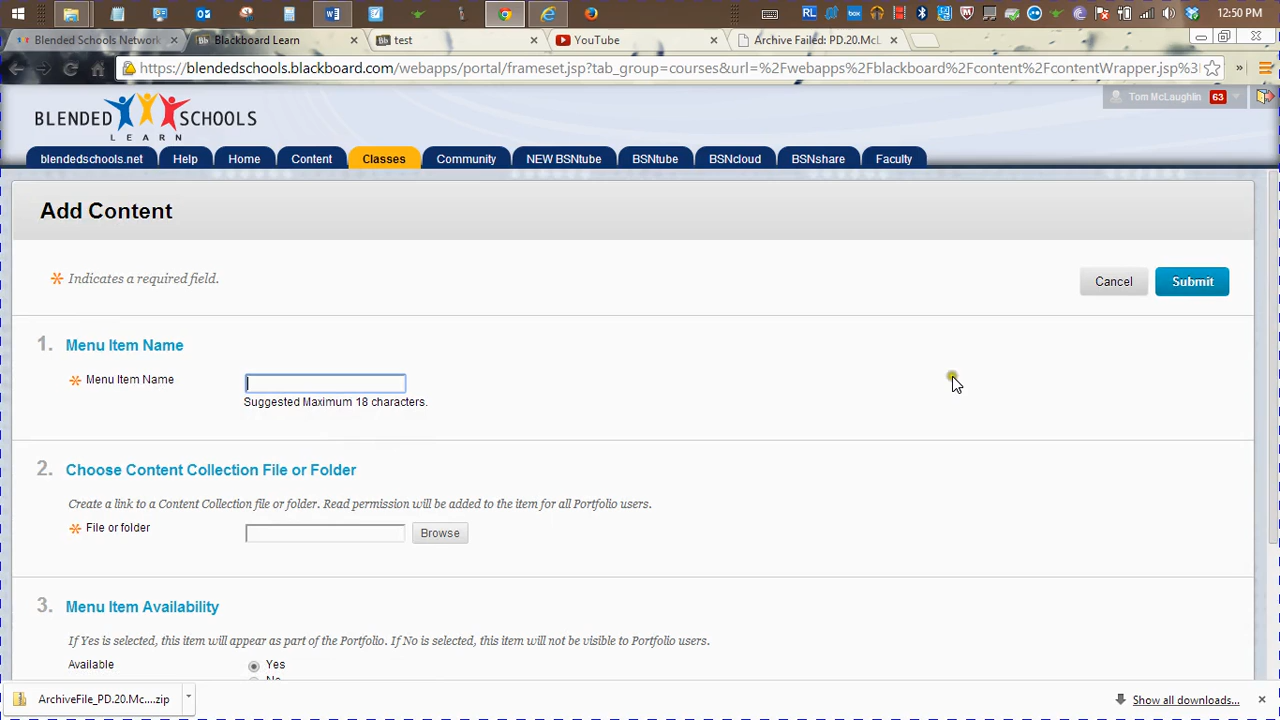 12:50 PM
Blended Schools Network
Blackboard Learn
test
YouTube
Archive Failed: PD.20.McL
https://blendedschools.blackboard.com/webapps/portal/frameset.jsp?tab_group=courses&url=%2Fwebapps%2Fblackboard%2Fcontent%2FcontentWrapper.jsp%3
BLENDED SCHOOLS
LEARN
Tom McLaughlin 63
blendedschools.net Help Home Content Classes Community NEW BSNtube BSNtube BSNcloud BSNshare Faculty
Add Content
* Indicates a required field.
Cancel Submit
1. Menu Item Name
* Menu Item Name
Suggested Maximum 18 characters.
2. Choose Content Collection File or Folder
Create a link to a Content Collection file or folder. Read permission will be added to the item for all Portfolio users.
* File or folder Browse
3. Menu Item Availability
If Yes is selected, this item will appear as part of the Portfolio. If No is selected, this item will not be visible to Portfolio users.
Available Yes
No
ArchiveFile_PD.20.Mc....zip
Show all downloads...